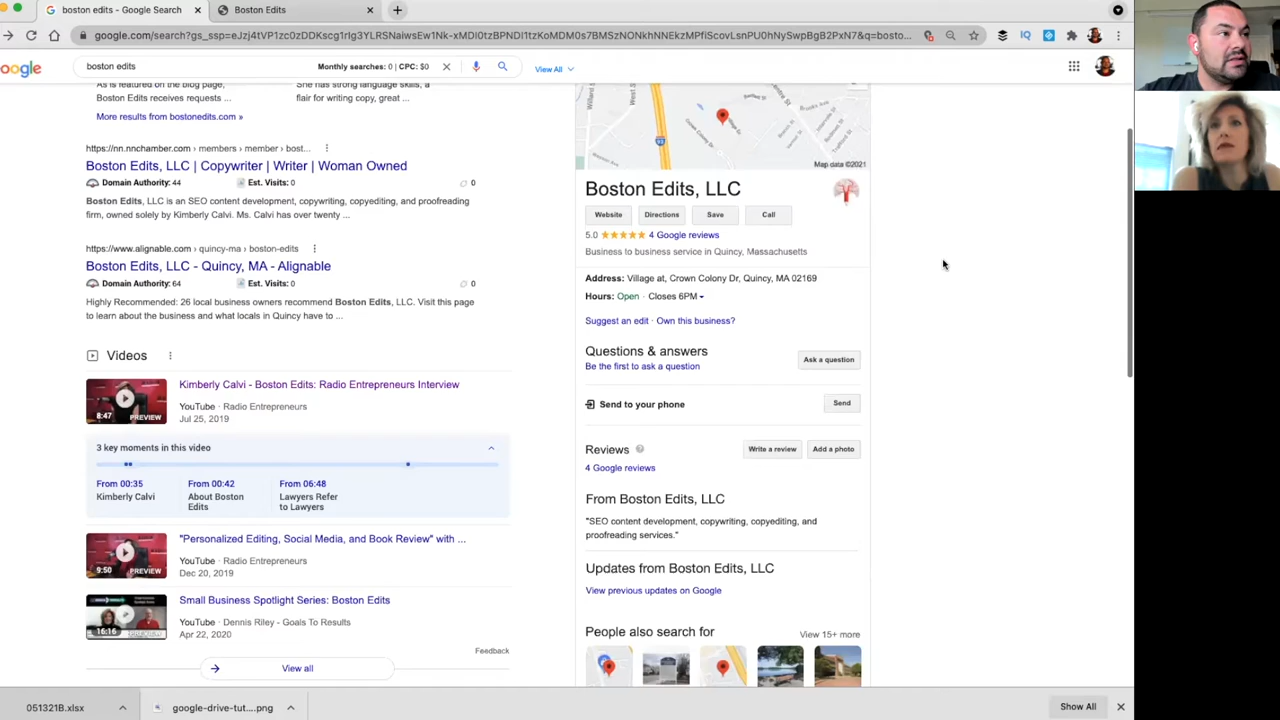 boston edits - Google Search
Boston Edits
google.com/search?gs_ssp=
boston edits
Monthly searches: 0 | CPC: $0
View All
As is featured on the blog page,
Boston Edits receives requests ...
She has strong language skills, a
flair for writing copy, great ...
More results from bostonedits.com »
https://nn.nnchamber.com › members › member › bost...
Boston Edits, LLC | Copywriter | Writer | Woman Owned
Domain Authority: 44
Est. Visits: 0
0
Boston Edits, LLC is an SEO content development, copywriting, copyediting, and proofreading
firm, owned solely by Kimberly Calvi. Ms. Calvi has over twenty ...
https://www.alignable.com › quincy-ma › boston-edits
Boston Edits, LLC - Quincy, MA - Alignable
Domain Authority: 64
Est. Visits: 0
0
Highly Recommended: 26 local business owners recommend Boston Edits, LLC. Visit this page
to learn about the business and what locals in Quincy have to ...
Videos
Kimberly Calvi - Boston Edits: Radio Entrepreneurs Interview
YouTube · Radio Entrepreneurs
Jul 25, 2019
8:47
PREVIEW
3 key moments in this video
From 00:35
Kimberly Calvi
From 00:42
About Boston
Edits
From 06:48
Lawyers Refer
to Lawyers
"Personalized Editing, Social Media, and Book Review" with ...
YouTube · Radio Entrepreneurs
Dec 20, 2019
9:50
PREVIEW
Small Business Spotlight Series: Boston Edits
YouTube · Dennis Riley - Goals To Results
Apr 22, 2020
16:16
Feedback
View all
Map data ©2021
Boston Edits, LLC
Website
Directions
Save
Call
5.0
4 Google reviews
Business to business service in Quincy, Massachusetts
Address: Village at, Crown Colony Dr, Quincy, MA 02169
Hours: Open · Closes 6PM
Suggest an edit · Own this business?
Questions & answers
Be the first to ask a question
Ask a question
Send to your phone
Send
Reviews
Write a review
Add a photo
4 Google reviews
From Boston Edits, LLC
"SEO content development, copywriting, copyediting, and
proofreading services."
Updates from Boston Edits, LLC
View previous updates on Google
People also search for
View 15+ more
051321B.xlsx
google-drive-tut....png
Show All